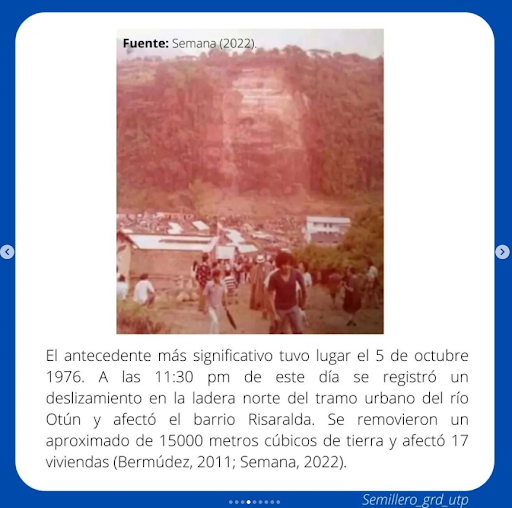 Fuente: Semana (2022).
El antecedente más significativo tuvo lugar el 5 de octubre
1976. A las 11:30 pm de este día se registró un
deslizamiento en la ladera norte del tramo urbano del río
Otún y afectó el barrio Risaralda. Se removieron un
aproximado de 15000 metros cúbicos de tierra y afectó 17
viviendas (Bermúdez, 2011; Semana, 2022).
Semillero_grd_utp